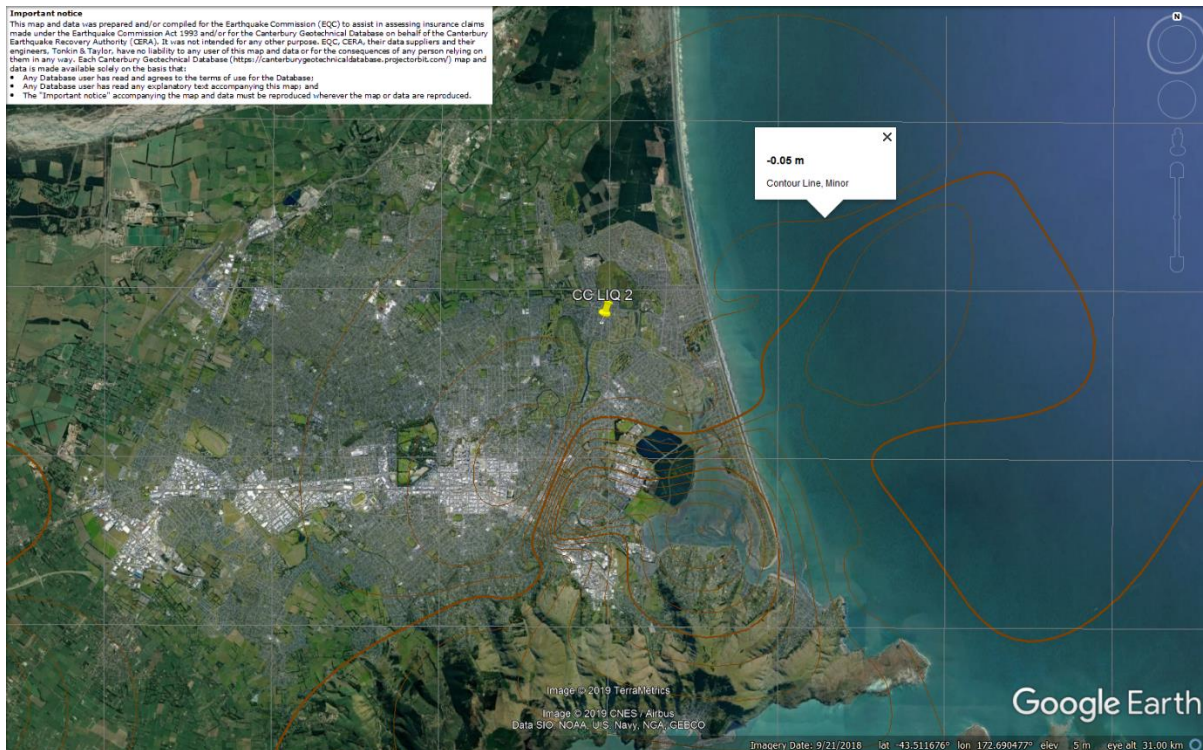 Important notice
This map and data was prepared and/or compiled for the Earthquake Commission (EQC) to assist in assessing insurance claims
made under the Earthquake Commission Act 1993 and/or for the Canterbury Geotechnical Database on behalf of the Canterbury
Earthquake Recovery Authority (CERA). It was not intended for any other purpose. EQC, CERA, their data suppliers and their
engineers, Tonkin & Taylor, have no liability to any user of this map and data or for the consequences of any person relying on
them in any way. Each Canterbury Geotechnical Database (https://canterburygeotechnicaldatabase.projectorbit.com/) map and
data is made available solely on the basis that:
• Any Database user has read and agrees to the terms of use for the Database;
• Any Database user has read any explanatory text accompanying this map; and
• The "Important notice" accompanying the map and data must be reproduced wherever the map or data are reproduced.
N
-0.05 m
Contour Line, Minor
CC LIQ 2
Image © 2019 TerraMetrics
Image © 2019 CNES / Airbus
Data SIO, NOAA, U.S. Navy, NGA, GEBCO
Google Earth
Imagery Date: 9/21/2018 lat -43.511676° lon 172.690477° elev 5 m eye alt 31.00 km